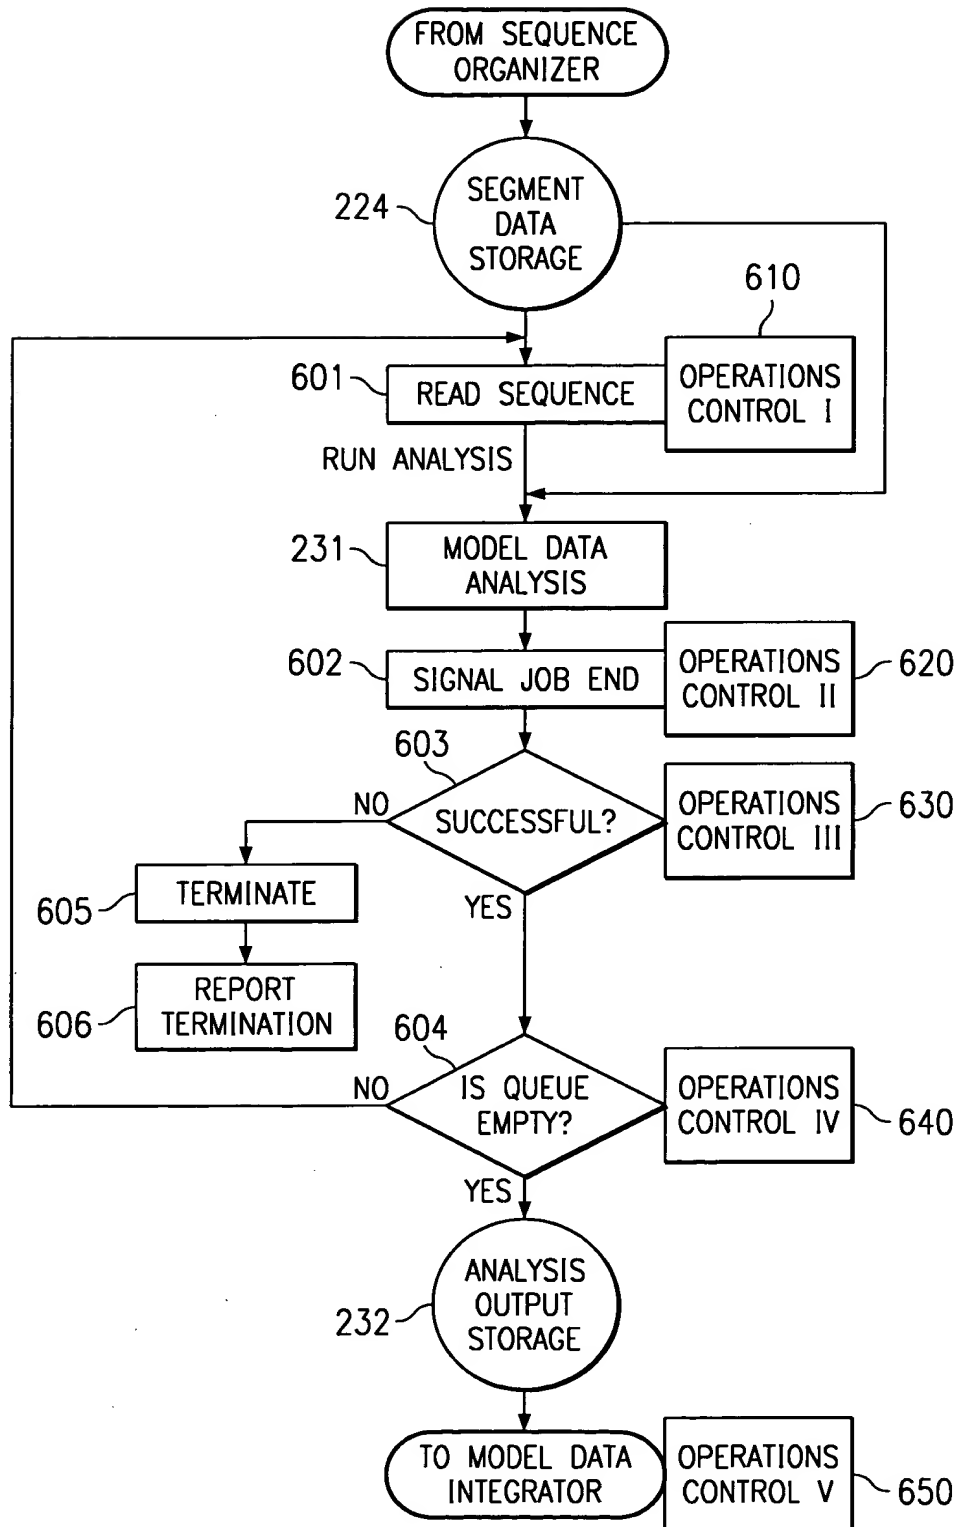 FROM SEQUENCE
ORGANIZER
224
SEGMENT
DATA
STORAGE
610
601
READ SEQUENCE
OPERATIONS
CONTROL I
RUN ANALYSIS
231
MODEL DATA
ANALYSIS
602
SIGNAL JOB END
OPERATIONS
CONTROL II
620
603
NO
SUCCESSFUL?
OPERATIONS
CONTROL III
630
YES
605
TERMINATE
606
REPORT
TERMINATION
604
NO
IS QUEUE
EMPTY?
OPERATIONS
CONTROL IV
640
YES
232
ANALYSIS
OUTPUT
STORAGE
TO MODEL DATA
INTEGRATOR
OPERATIONS
CONTROL V
650